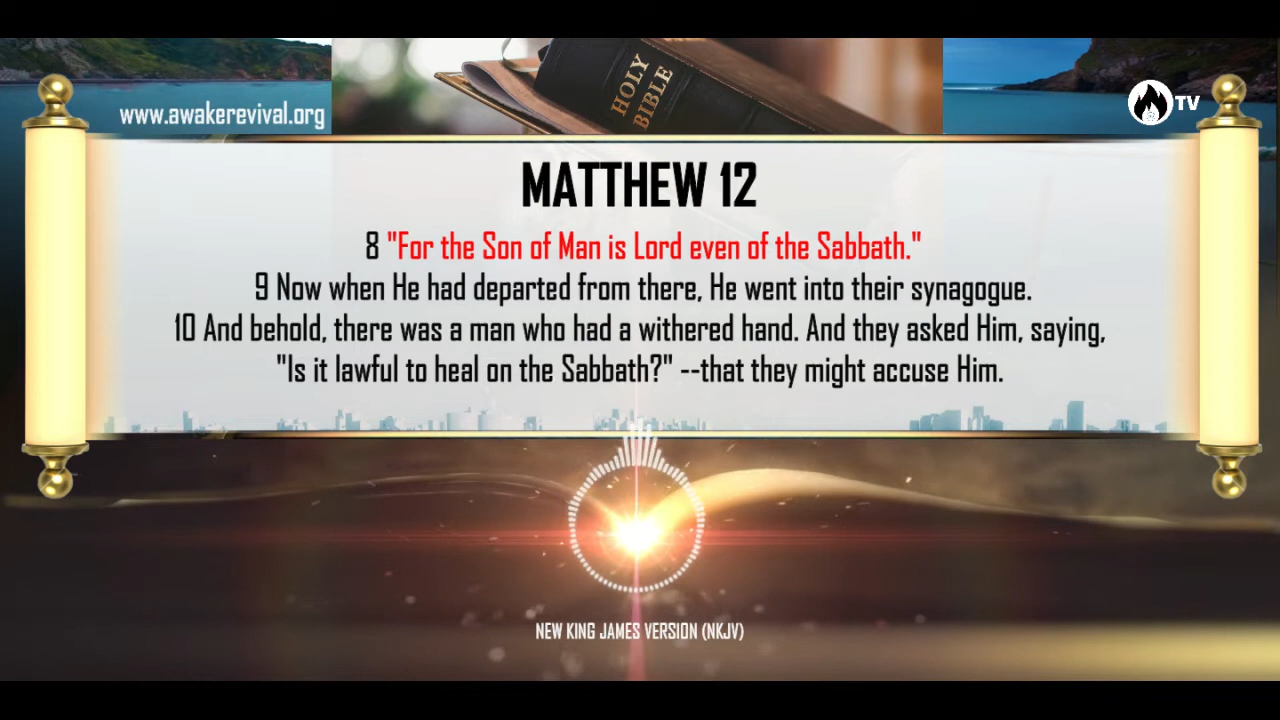 www.awakerevival.org
HOLY
BIBLE
TV
MATTHEW 12
8 "For the Son of Man is Lord even of the Sabbath."
9 Now when He had departed from there, He went into their synagogue.
10 And behold, there was a man who had a withered hand. And they asked Him, saying,
"Is it lawful to heal on the Sabbath?" --that they might accuse Him.
NEW KING JAMES VERSION (NKJV)